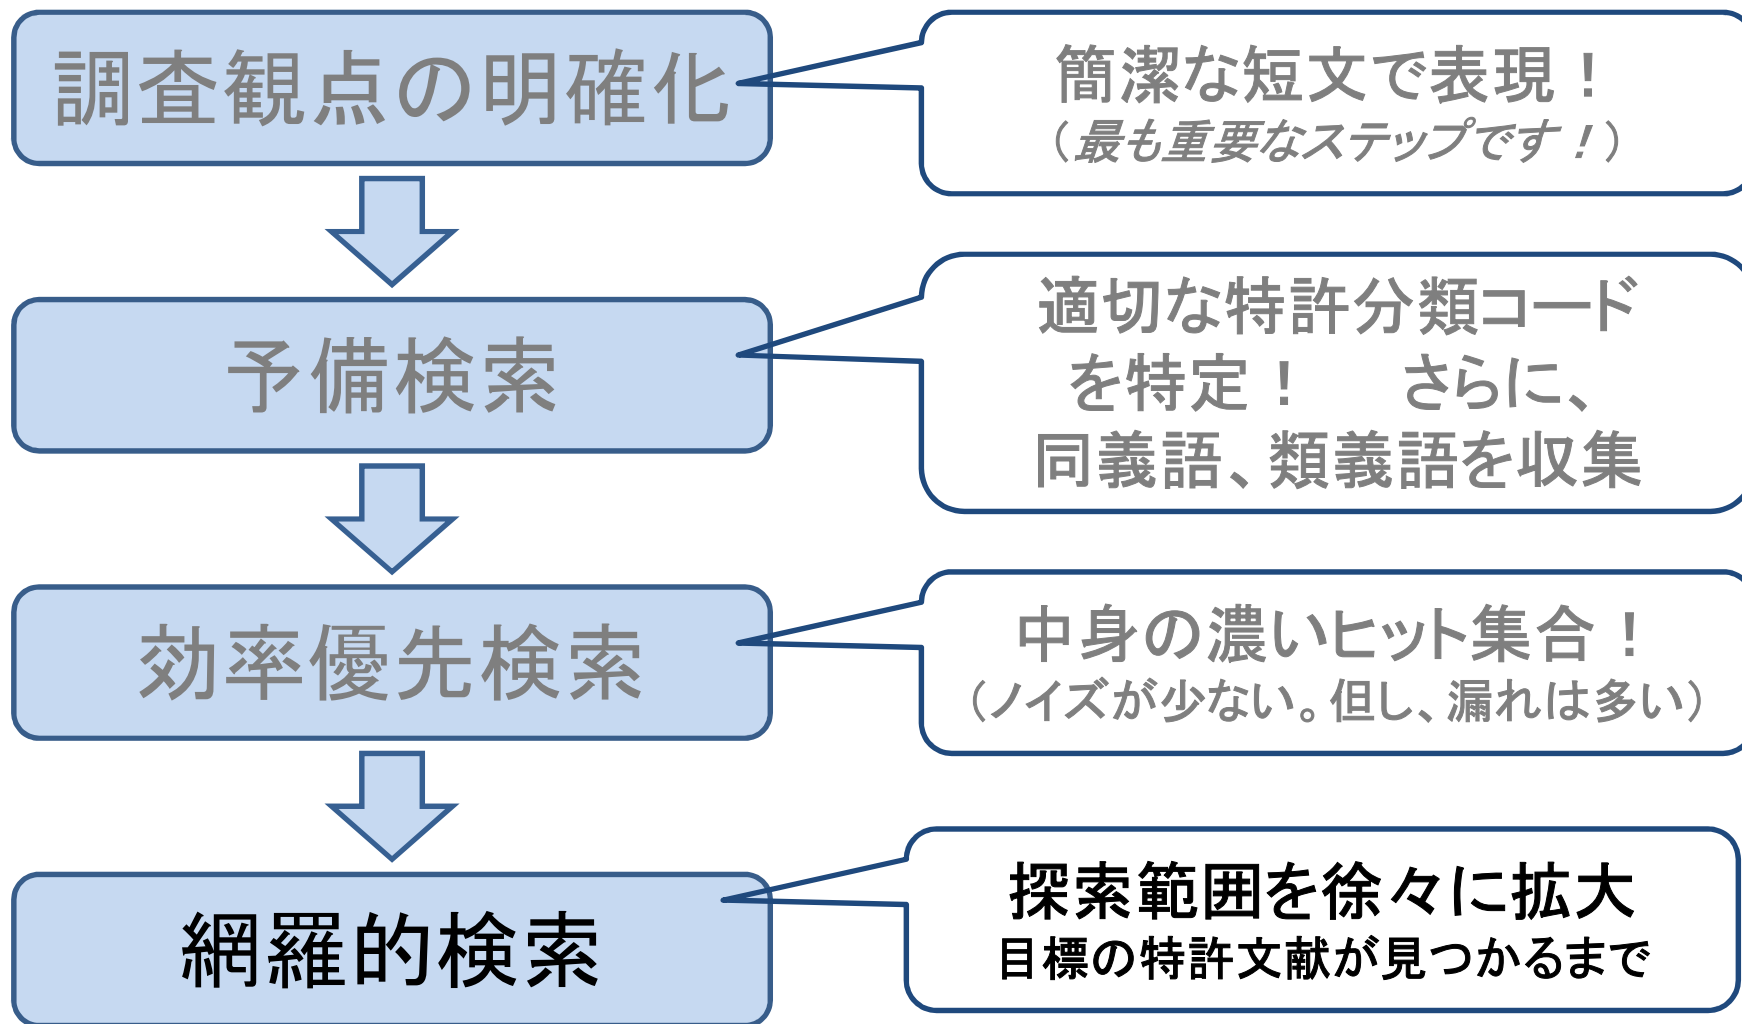 調査観点の明確化
簡潔な短文で表現！
（最も重要なステップです！）
予備検索
適切な特許分類コード
を特定！　さらに、
同義語、類義語を収集
効率優先検索
中身の濃いヒット集合！
（ノイズが少ない。但し、漏れは多い）
網羅的検索
探索範囲を徐々に拡大
目標の特許文献が見つかるまで